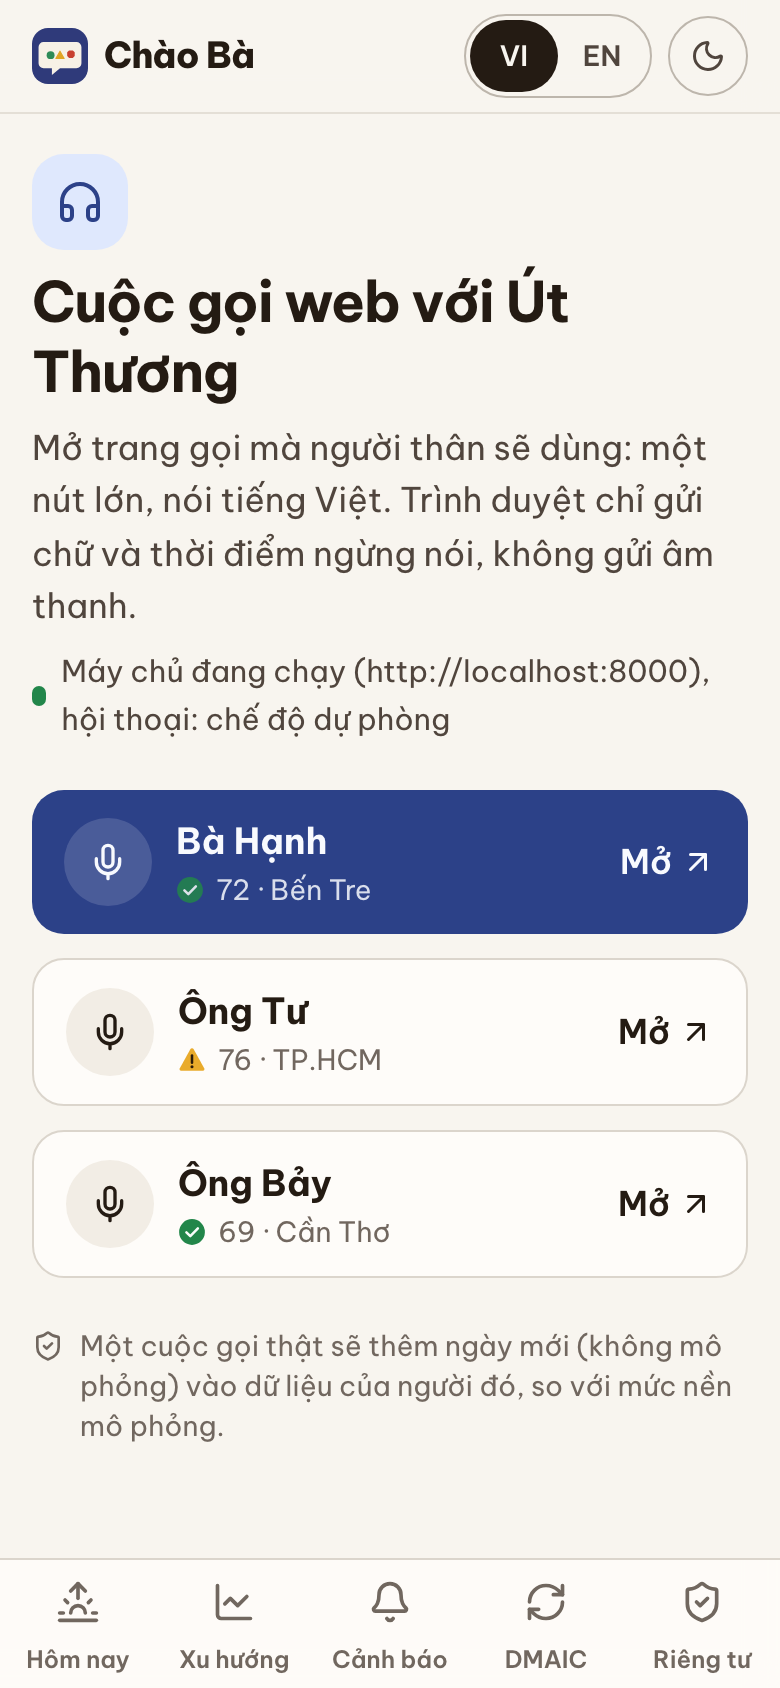 Chào Bà
VI EN
Cuộc gọi web với Út
Thương
Mở trang gọi mà người thân sẽ dùng: một
nút lớn, nói tiếng Việt. Trình duyệt chỉ gửi
chữ và thời điểm ngừng nói, không gửi âm
thanh.
Máy chủ đang chạy (http://localhost:8000),
hội thoại: chế độ dự phòng
Bà Hạnh
72 · Bến Tre
Mở
Ông Tư
76 · TP.HCM
Mở
Ông Bảy
69 · Cần Thơ
Mở
Một cuộc gọi thật sẽ thêm ngày mới (không mô
phỏng) vào dữ liệu của người đó, so với mức nền
mô phỏng.
Hôm nay Xu hướng Cảnh báo DMAIC Riêng tư